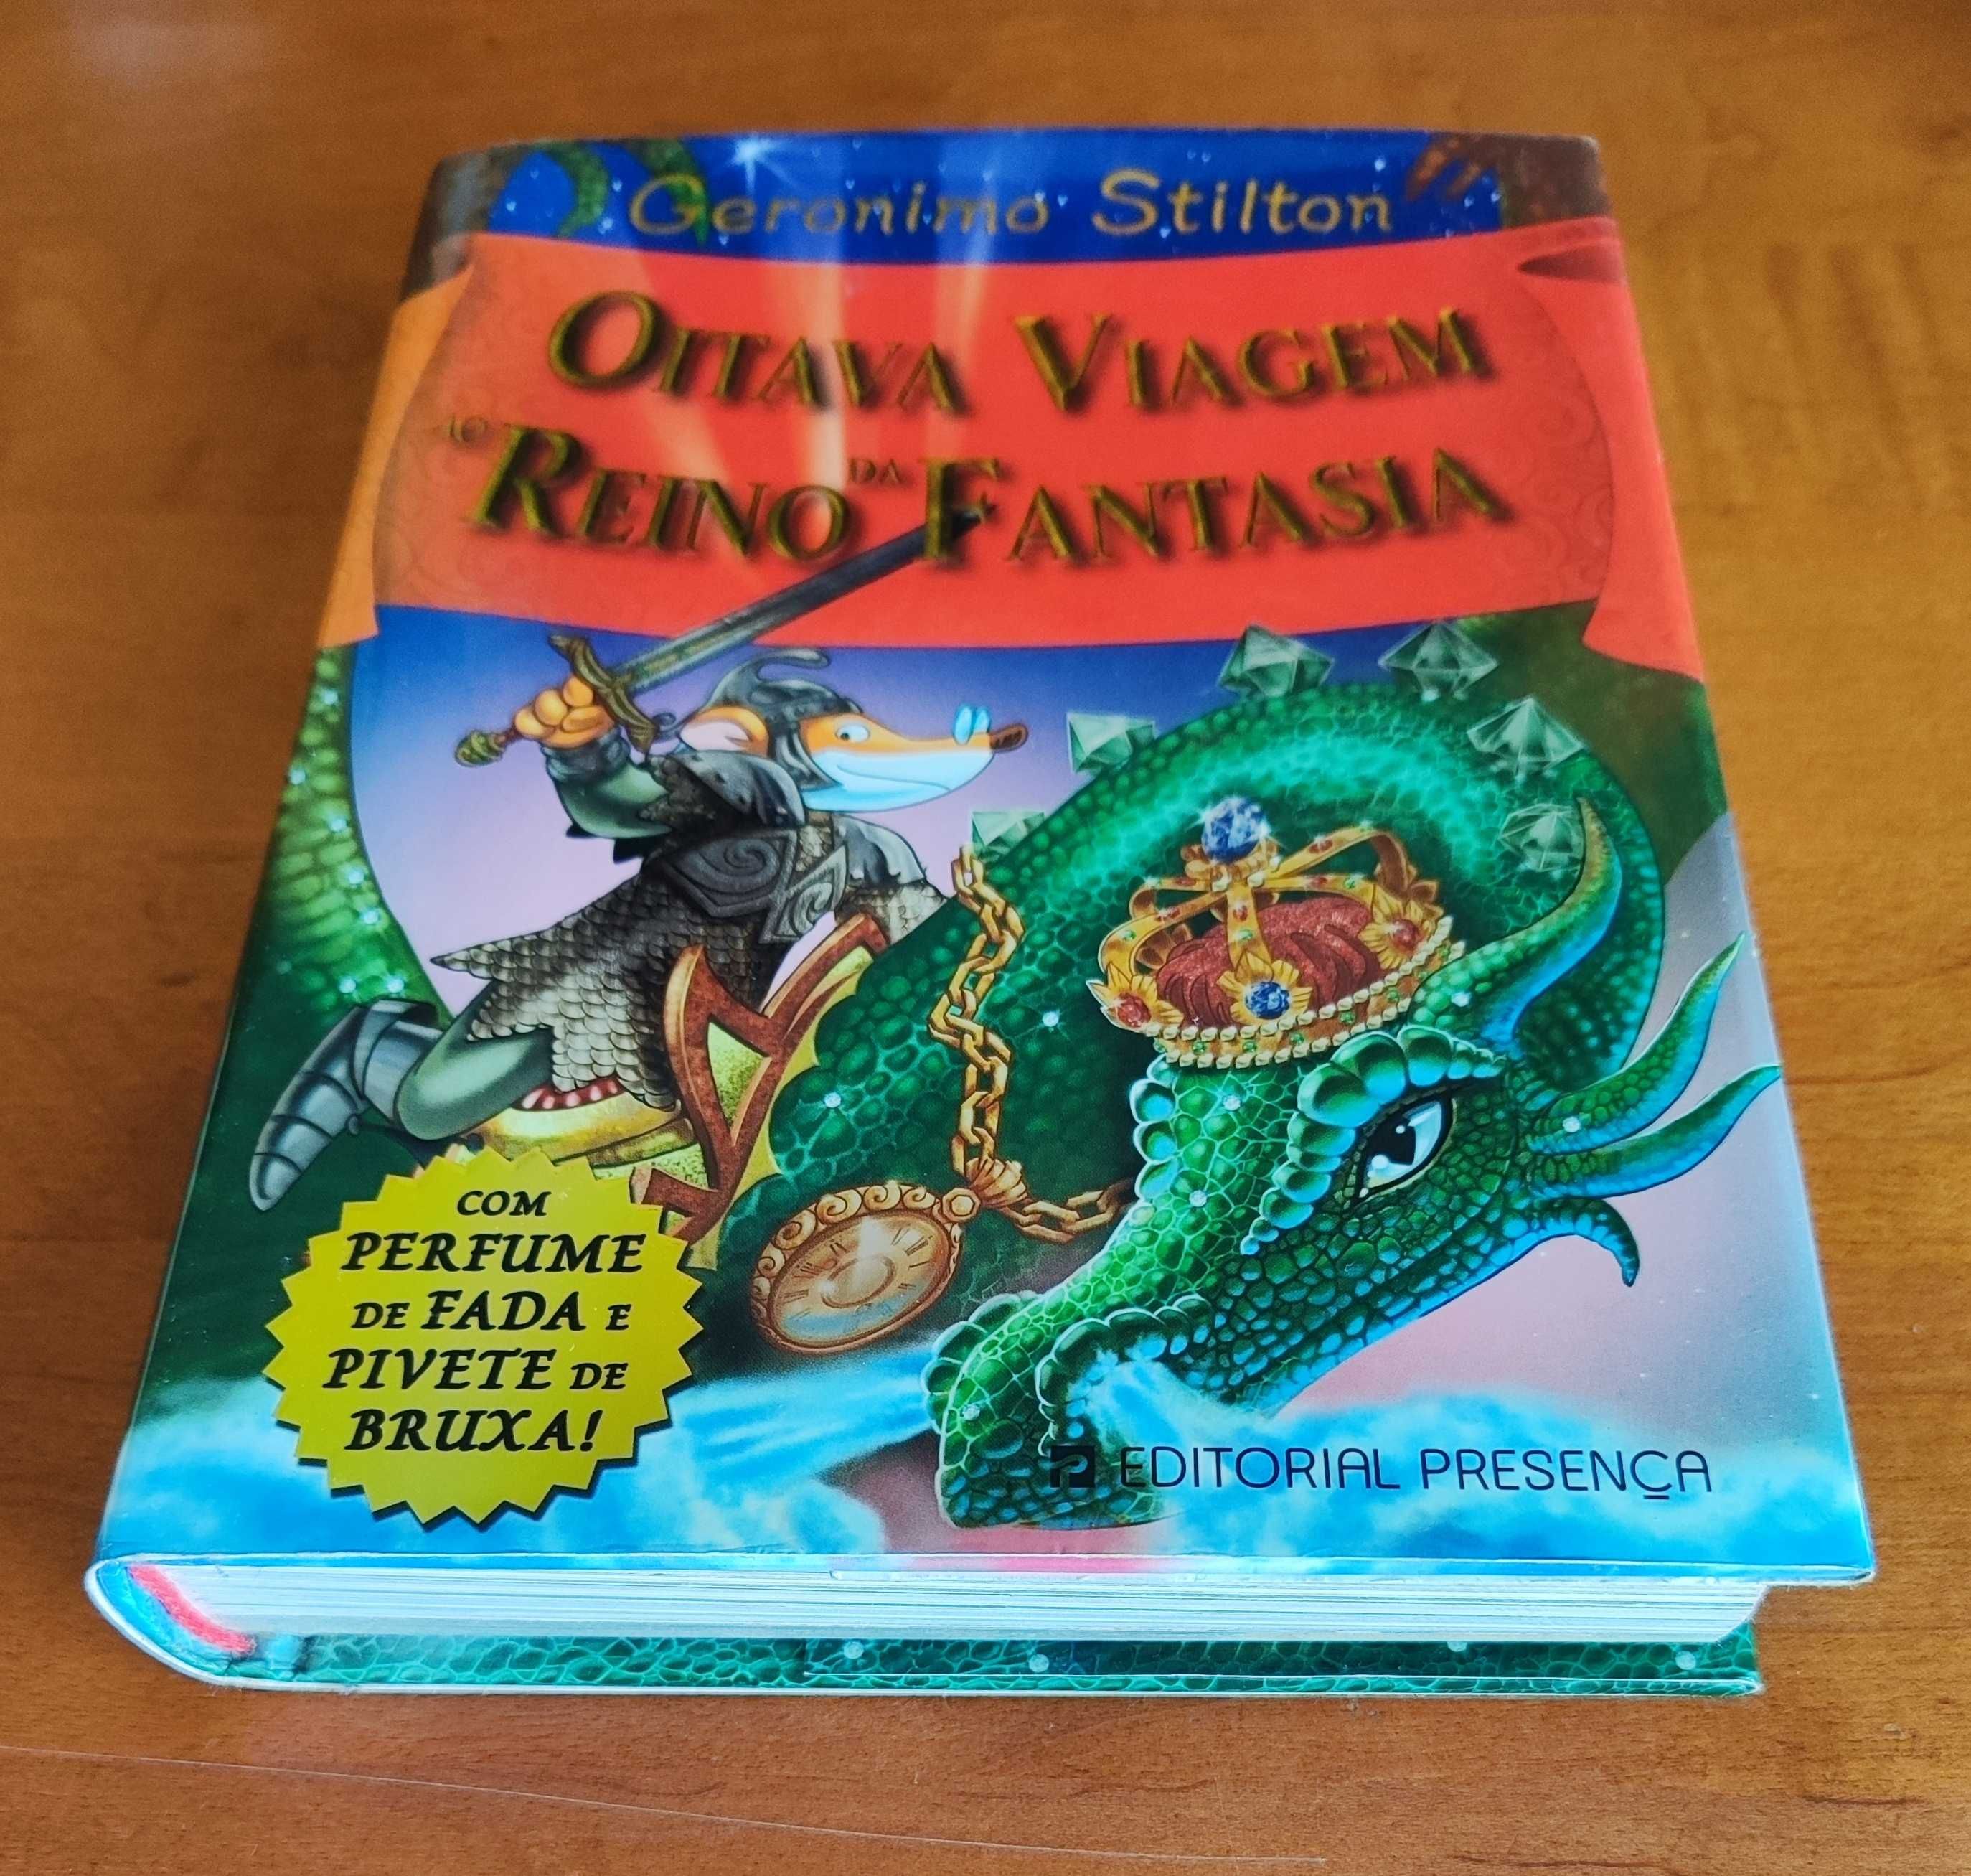 Geronimo Stilton
OITAVA VIAGEM
AO REINO DA FANTASIA
COM
PERFUME
DE FADA E
PIVETE DE
BRUXA!
EDITORIAL PRESENÇA